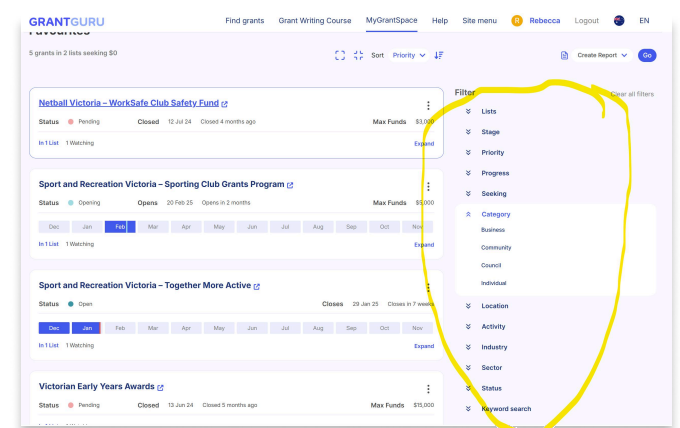 GRANTGURU
Find grants Grant Writing Course MyGrantSpace Help Site menu R Rebecca Logout EN
Favourites
5 grants in 2 lists seeking $0
Sort Priority
Create Report Go
Netball Victoria – WorkSafe Club Safety Fund
Status Pending Closed 12 Jul 24 Closed 4 months ago Max Funds $3,000
In 1 List 1 Watching Expand
Sport and Recreation Victoria – Sporting Club Grants Program
Status Opening Opens 20 Feb 25 Opens in 2 months Max Funds $5,000
Dec Jan Feb Mar Apr May Jun Jul Aug Sep Oct Nov
In 1 List 1 Watching Expand
Sport and Recreation Victoria – Together More Active
Status Open Closes 29 Jan 25 Closes in 7 weeks
Dec Jan Feb Mar Apr May Jun Jul Aug Sep Oct Nov
In 1 List 1 Watching Expand
Victorian Early Years Awards
Status Pending Closed 13 Jun 24 Closed 5 months ago Max Funds $15,000
Filter Clear all filters
Lists
Stage
Priority
Progress
Seeking
Category
Business
Community
Council
Individual
Location
Activity
Industry
Sector
Status
Keyword search